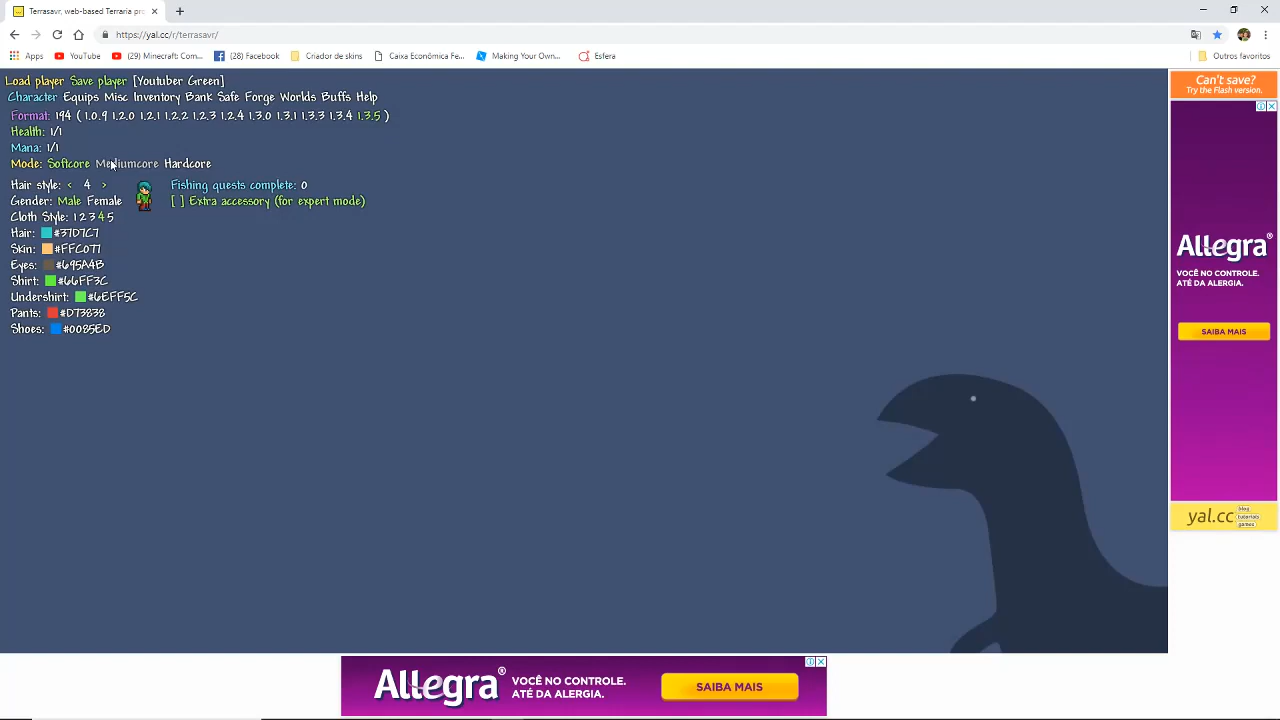 Terrasavr, web-based Terraria pro
https://yal.cc/r/terrasavr/
Apps YouTube (29) Minecraft: Com... (28) Facebook Criador de skins Caixa Econômica Fe... Making Your Own... Esfera Outros favoritos
Load player Save player [Youtuber Green]
Character Equips Misc Inventory Bank Safe Forge Worlds Buffs Help
Format: 194 ( 1.0.9 1.2.0 1.2.1 1.2.2 1.2.3 1.2.4 1.3.0 1.3.1 1.3.3 1.3.4 1.3.5 )
Health: 1/1
Mana: 1/1
Mode: Softcore Mediumcore Hardcore
Hair style: < 4 > Fishing quests complete: 0
Gender: Male Female [ ] Extra accessory (for expert mode)
Cloth Style: 1 2 3 4 5
Hair: #37D7C7
Skin: #FFC077
Eyes: #695A4B
Shirt: #66FF3C
Undershirt: #6EFF5C
Pants: #D73838
Shoes: #0085ED
Can't save?
Try the Flash version.
Allegra®
VOCÊ NO CONTROLE.
ATÉ DA ALERGIA.
SAIBA MAIS
yal.cc
blog
tutorials
games
Allegra®
VOCÊ NO CONTROLE.
ATÉ DA ALERGIA.
SAIBA MAIS